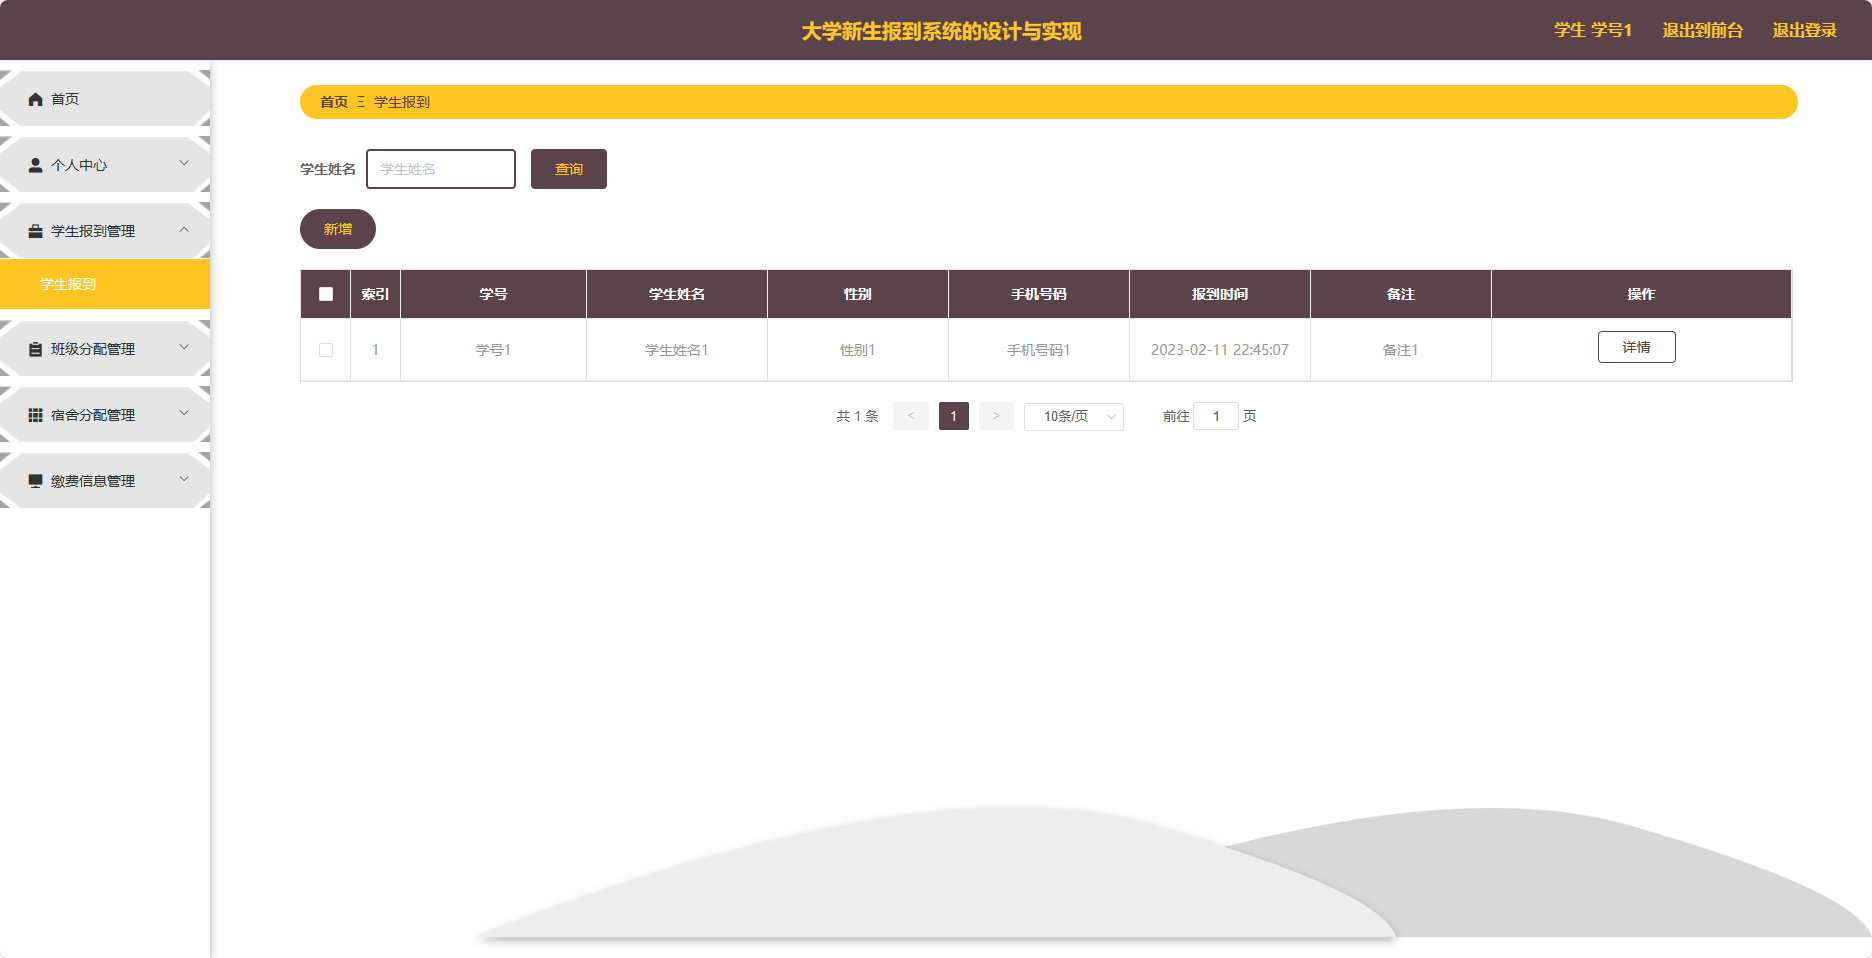 大学新生报到系统的设计与实现
学生 学号1 退出到前台 退出登录
首页
个人中心
学生报到管理
学生报到
班级分配管理
宿舍分配管理
缴费信息管理
首页 Ξ 学生报到
学生姓名 学生姓名 查询
新增
索引 学号 学生姓名 性别 手机号码 报到时间 备注 操作
1 学号1 学生姓名1 性别1 手机号码1 2023-02-11 22:45:07 备注1 详情
共 1 条 < 1 > 10条/页 前往 1 页